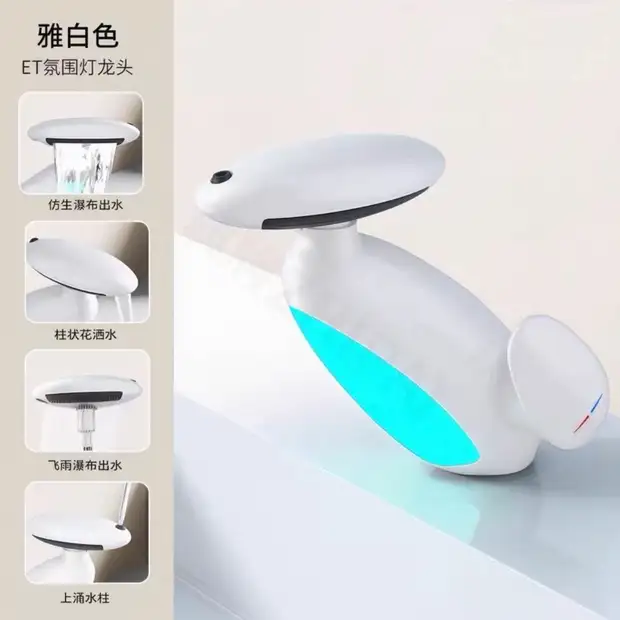 雅白色
ET氛围灯龙头
仿生瀑布出水
柱状花洒水
飞雨瀑布出水
上涌水柱